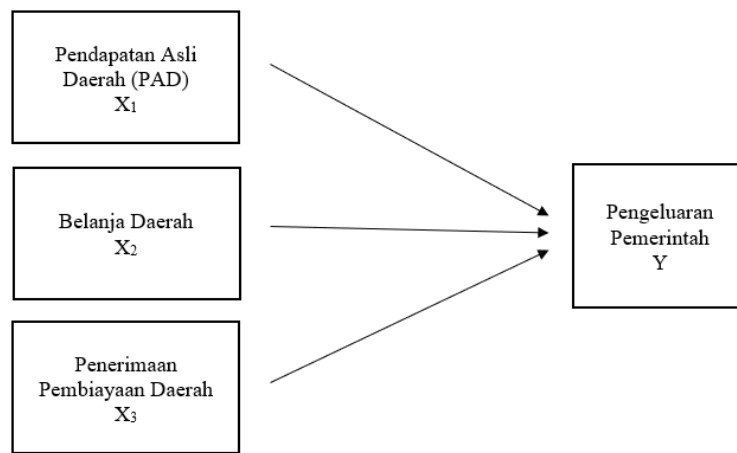 Pendapatan Asli
Daerah (PAD)
X₁
Belanja Daerah
X₂
Penerimaan
Pembiayaan Daerah
X₃
Pengeluaran
Pemerintah
Y